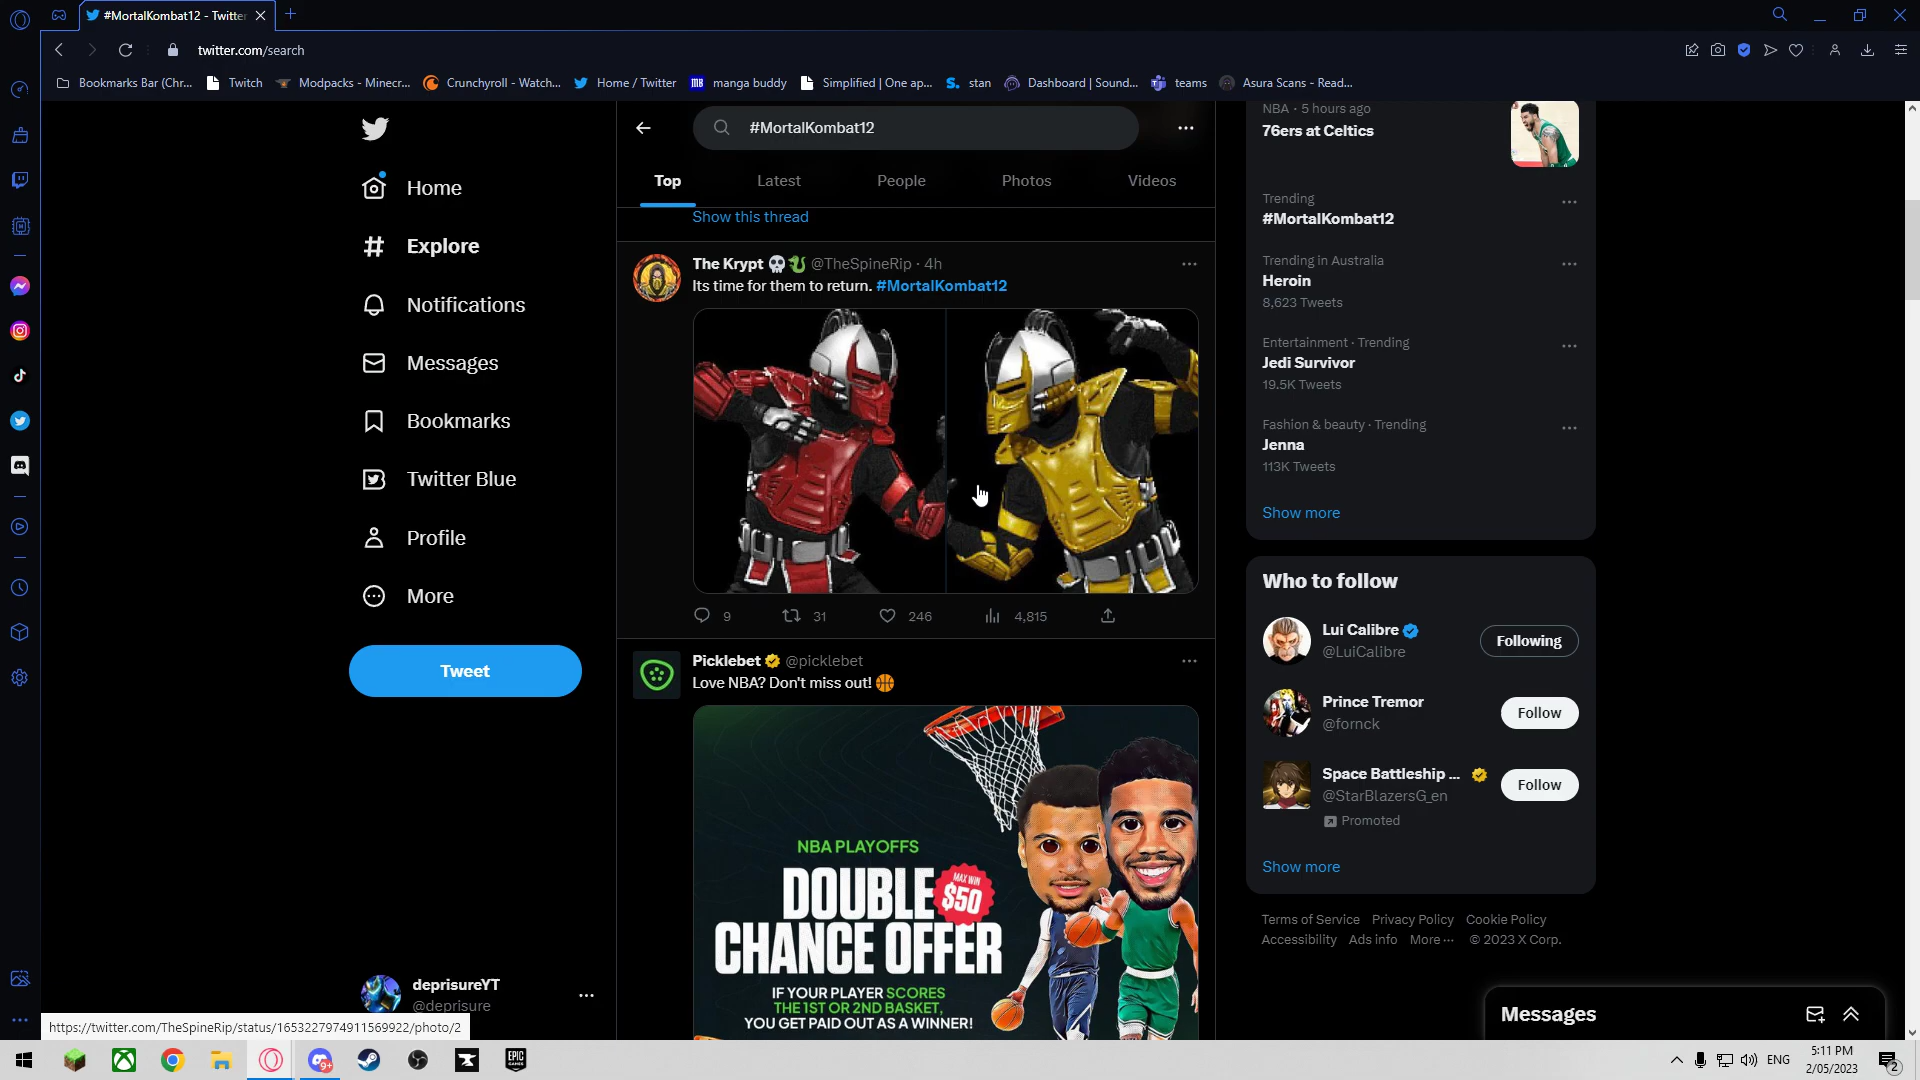 #MortalKombat12 - Twitter
twitter.com/search
Bookmarks Bar (Chr...
Twitch
Modpacks - Minecr...
Crunchyroll - Watch...
Home / Twitter
MB
manga buddy
Simplified | One ap...
S.
stan
Dashboard | Sound...
teams
Asura Scans - Read...
Home
Explore
Notifications
Messages
Bookmarks
Twitter Blue
Profile
More
Tweet
deprisureYT
@deprisure
https://twitter.com/TheSpineRip/status/1653227974911569922/photo/2
#MortalKombat12
Top
Latest
People
Photos
Videos
Show this thread
The Krypt 💀🐉 @TheSpineRip · 4h
Its time for them to return. #MortalKombat12
9
31
246
4,815
Picklebet @picklebet
Love NBA? Don't miss out! 🏀
NBA PLAYOFFS
DOUBLE
MAX WIN
$50
CHANCE OFFER
IF YOUR PLAYER SCORES
THE 1ST OR 2ND BASKET,
YOU GET PAID OUT AS A WINNER!
NBA · 5 hours ago
76ers at Celtics
Trending
#MortalKombat12
Trending in Australia
Heroin
8,623 Tweets
Entertainment · Trending
Jedi Survivor
19.5K Tweets
Fashion & beauty · Trending
Jenna
113K Tweets
Show more
Who to follow
Lui Calibre
@LuiCalibre
Following
Prince Tremor
@fornck
Follow
Space Battleship ...
@StarBlazersG_en
Follow
Promoted
Show more
Terms of Service Privacy Policy Cookie Policy
Accessibility Ads info More ··· © 2023 X Corp.
Messages
9+
EPIC
GAMES
ENG
5:11 PM
2/05/2023
2